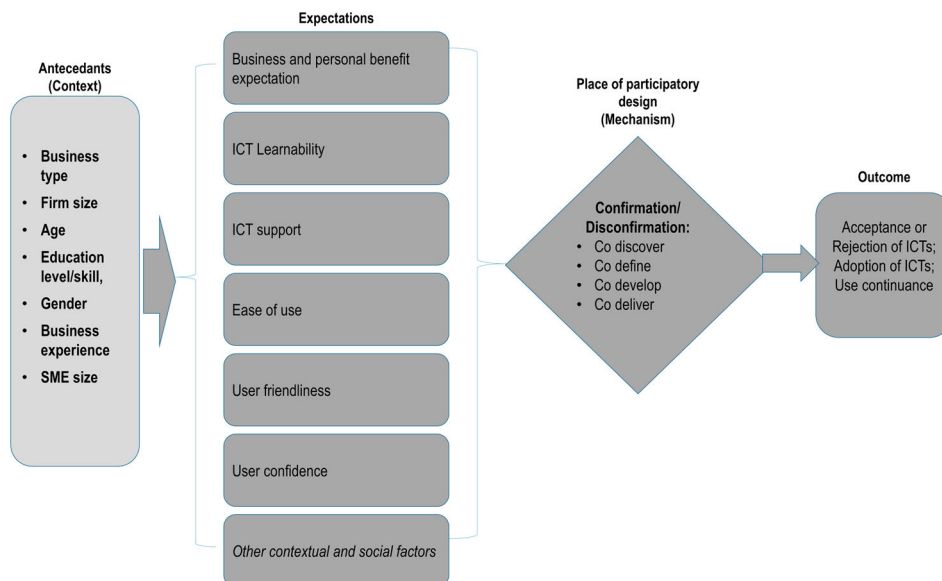 Antecedants
(Context)
• Business
type
• Firm size
• Age
• Education
level/skill,
• Gender
• Business
experience
• SME size
Expectations
Business and personal benefit
expectation
ICT Learnability
ICT support
Ease of use
User friendliness
User confidence
Other contextual and social factors
Place of participatory
design
(Mechanism)
Confirmation/
Disconfirmation:
• Co discover
• Co define
• Co develop
• Co deliver
Outcome
Acceptance or
Rejection of ICTs;
Adoption of ICTs;
Use continuance